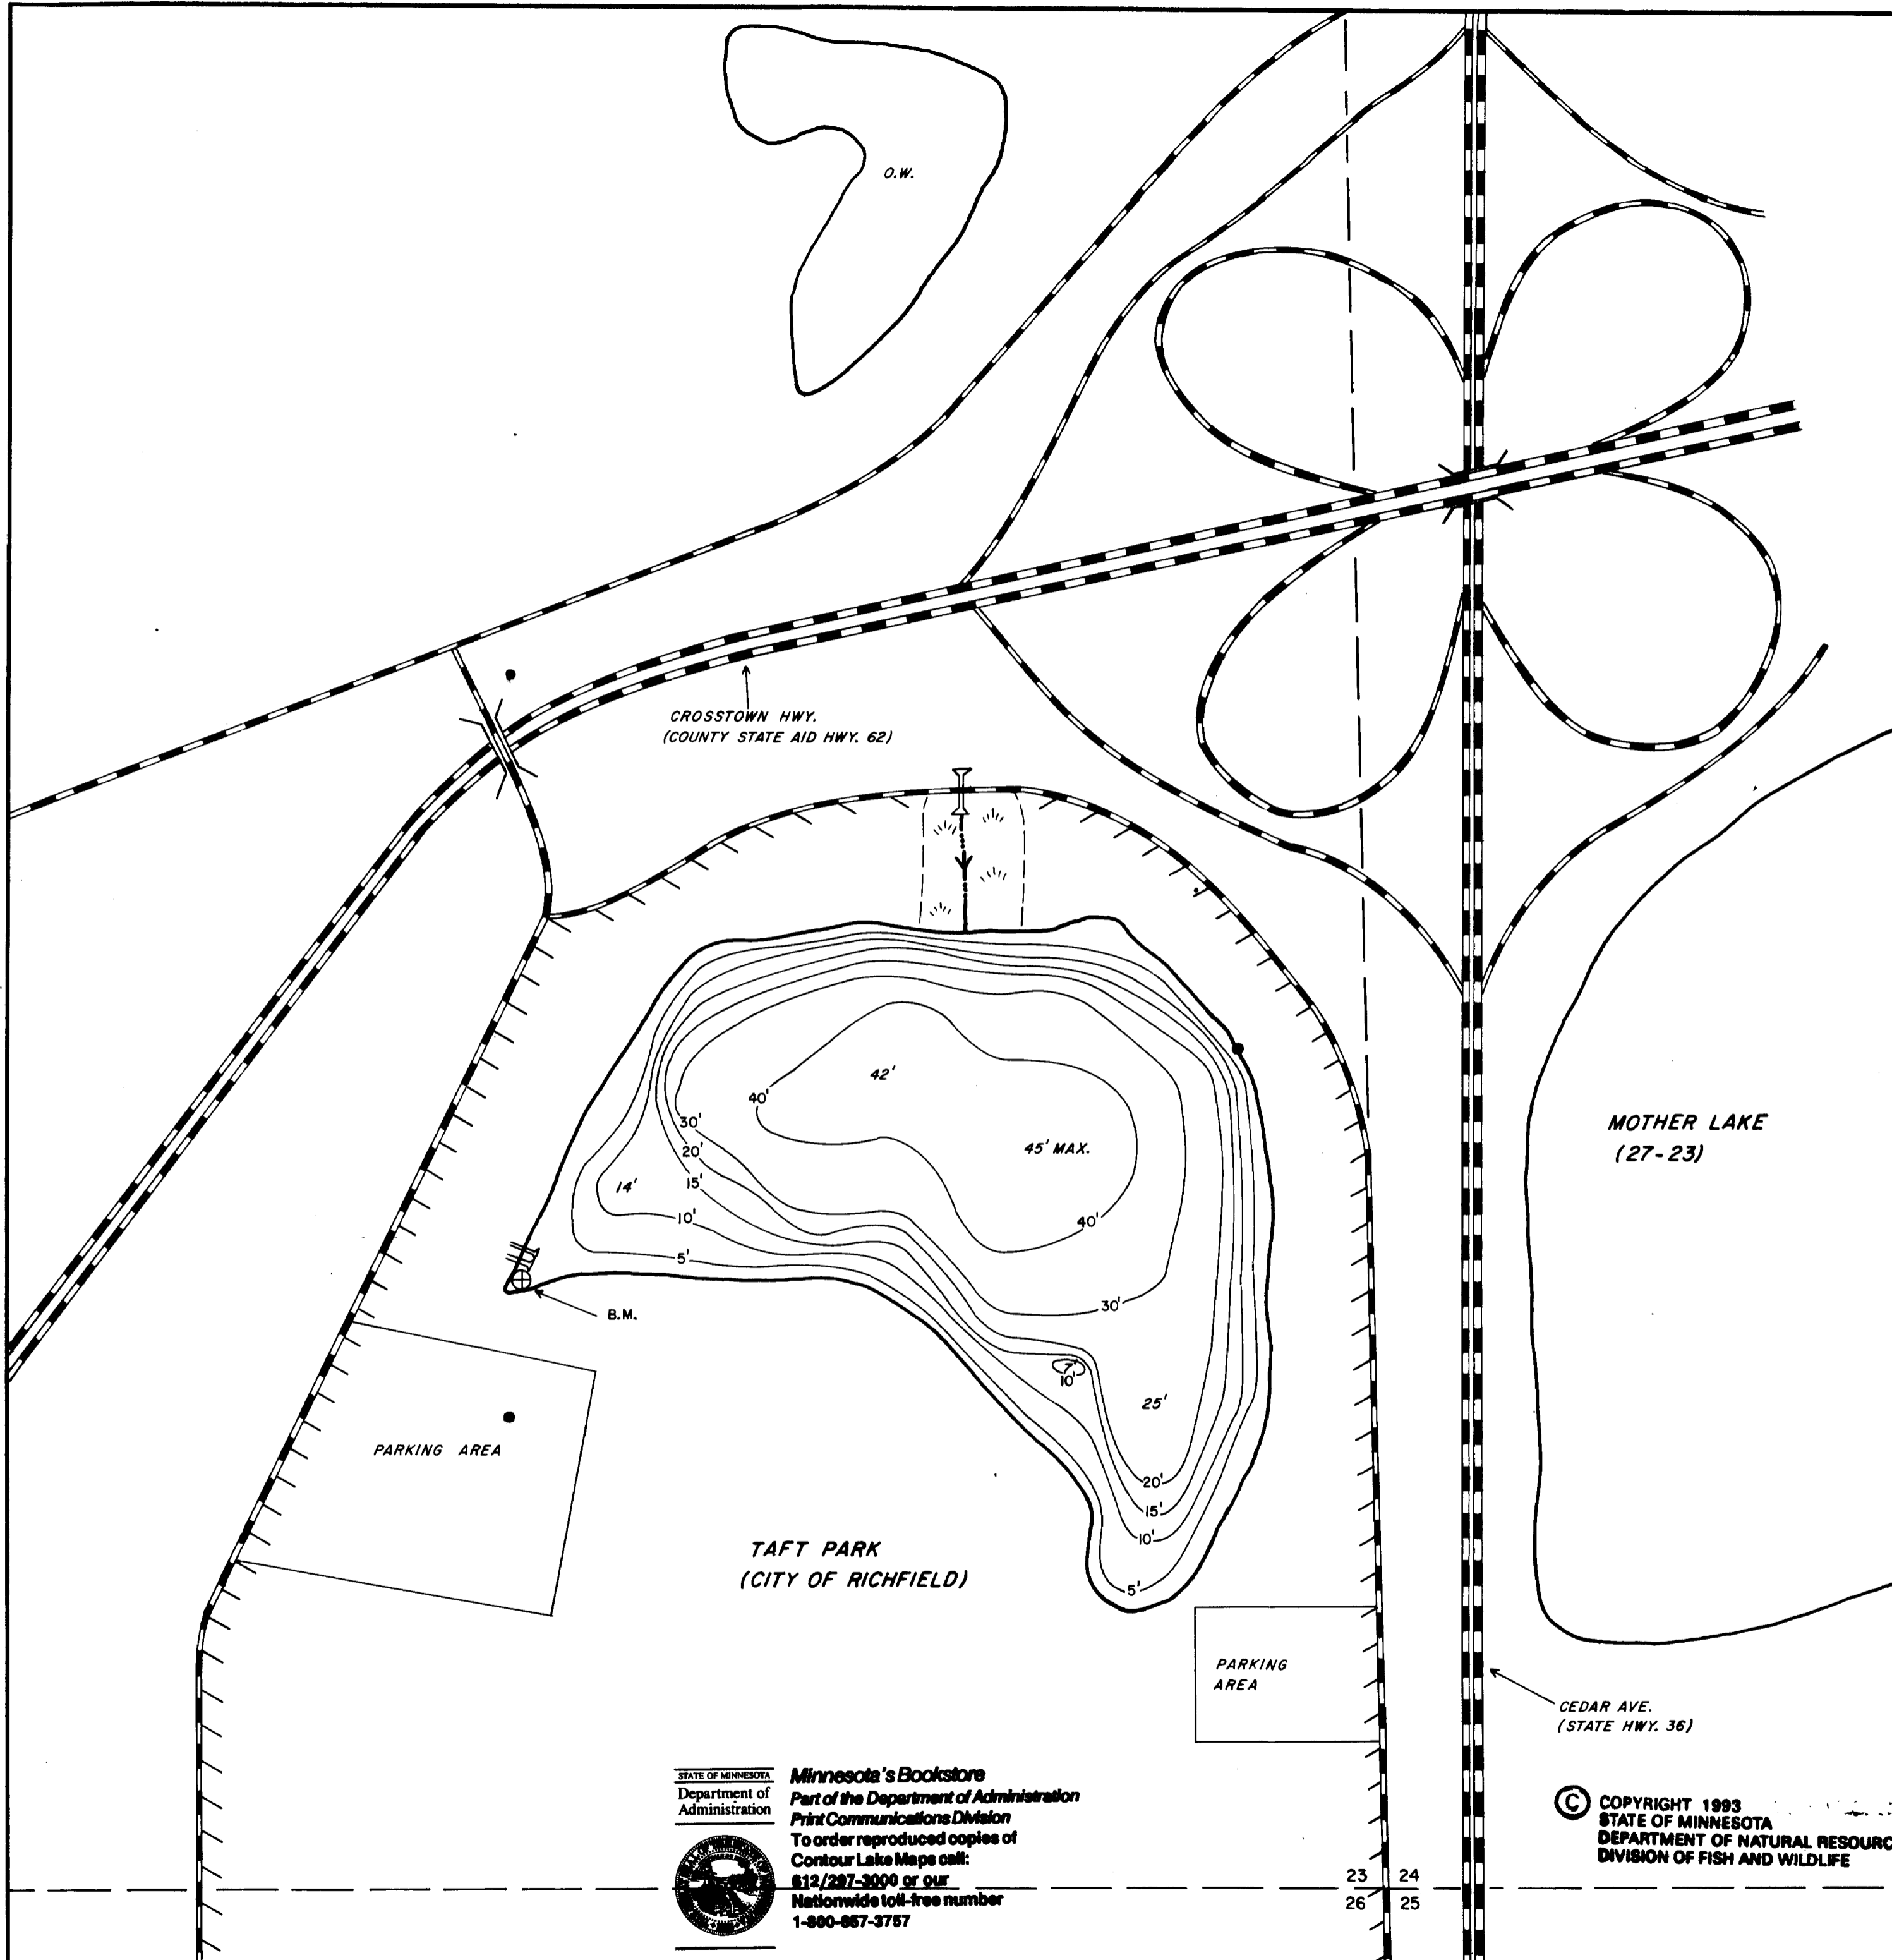 O.W.
CROSSTOWN HWY.
(COUNTY STATE AID HWY. 62)
42'
40'
30'
20'
15'
14'
10'
5'
45' MAX.
40'
30'
7'
10'
25'
20'
15'
10'
5'
B.M.
MOTHER LAKE
(27-23)
PARKING AREA
TAFT PARK
(CITY OF RICHFIELD)
PARKING
AREA
CEDAR AVE.
(STATE HWY. 36)
STATE OF MINNESOTA
Department of
Administration
Minnesota's Bookstore
Part of the Department of Administration
Print Communications Division
To order reproduced copies of
Contour Lake Maps call:
612/297-3000 or our
Nationwide toll-free number
1-800-657-3757
© COPYRIGHT 1993
STATE OF MINNESOTA
DEPARTMENT OF NATURAL RESOURC
DIVISION OF FISH AND WILDLIFE
23 24
26 25